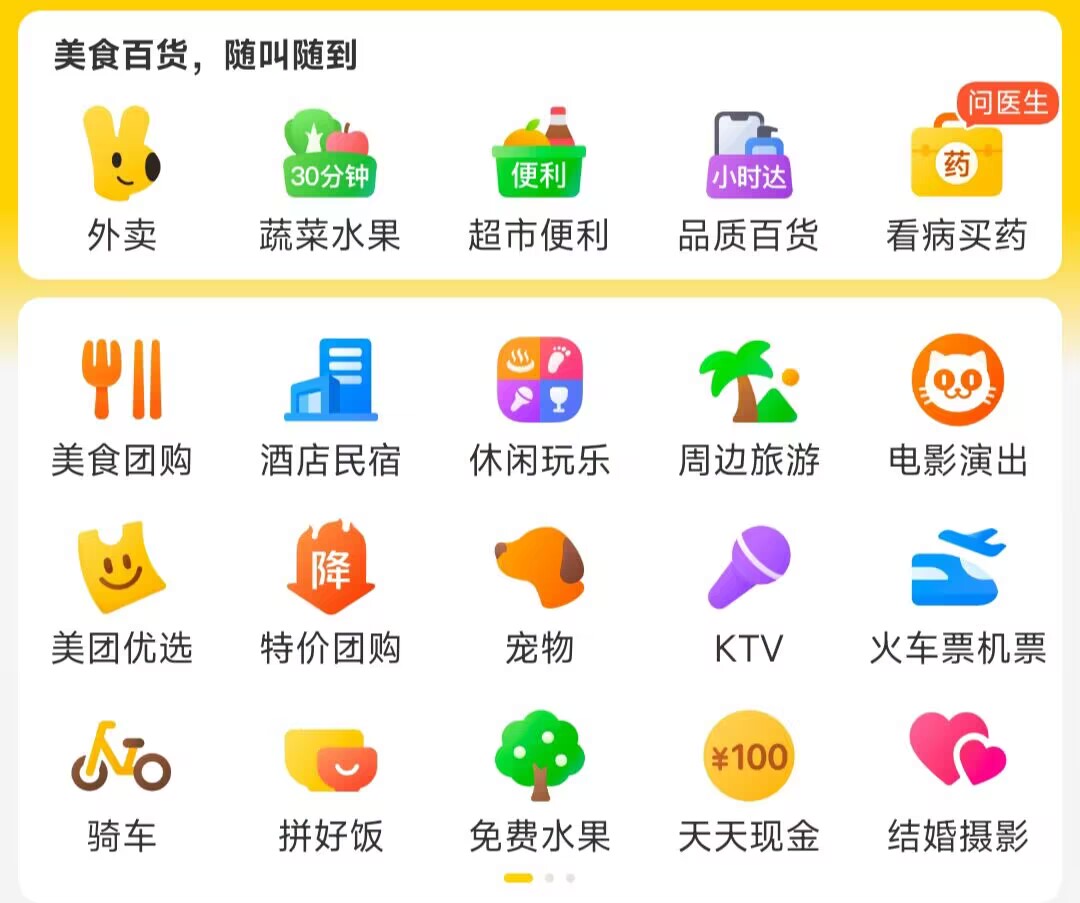 美食百货，随叫随到
问医生
30分钟
便利
小时达
药
外卖
蔬菜水果
超市便利
品质百货
看病买药
美食团购
酒店民宿
休闲玩乐
周边旅游
电影演出
降
美团优选
特价团购
宠物
KTV
火车票机票
¥100
骑车
拼好饭
免费水果
天天现金
结婚摄影